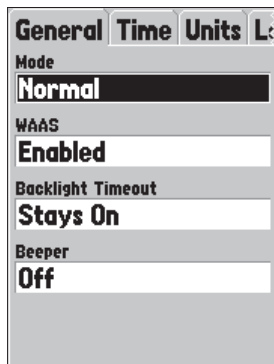 General Time Units
Mode
Normal
WAAS
Enabled
Backlight Timeout
Stays On
Beeper
Off